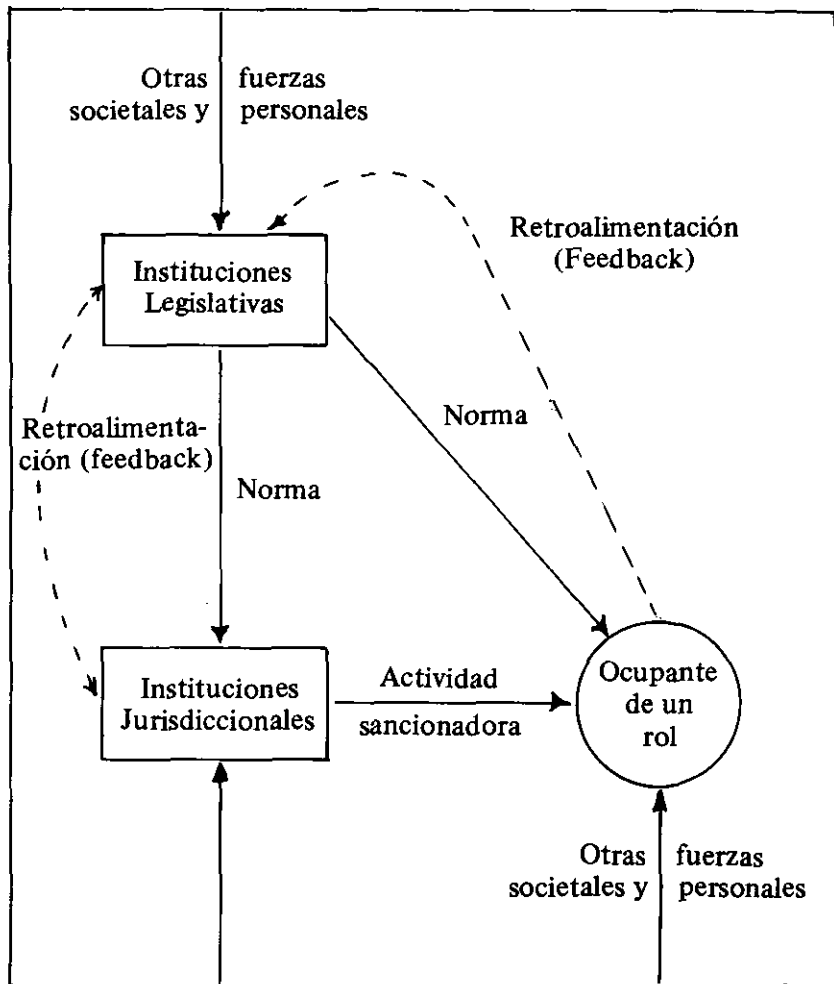 Otras fuerzas
societales y personales
Retroalimentación
(Feedback)
Instituciones
Legislativas
Norma
Retroalimenta-
ción (feedback)
Norma
Instituciones
Jurisdiccionales
Actividad
sancionadora
Ocupante
de un
rol
Otras fuerzas
societales y personales